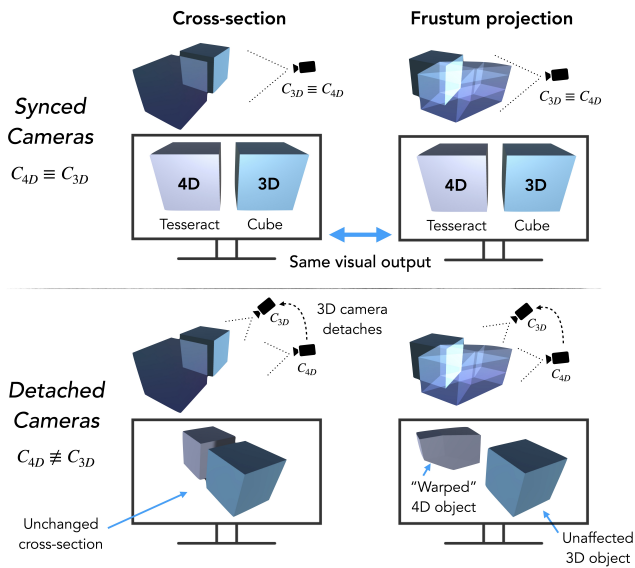 Cross-section
Frustum projection
Synced
Cameras
C4D ≡ C3D
C3D ≡ C4D
C3D ≡ C4D
4D
3D
Tesseract
Cube
4D
3D
Tesseract
Cube
Same visual output
Detached
Cameras
C4D ≢ C3D
C3D
3D camera
detaches
C4D
C3D
C4D
Unchanged
cross-section
“Warped”
4D object
Unaffected
3D object